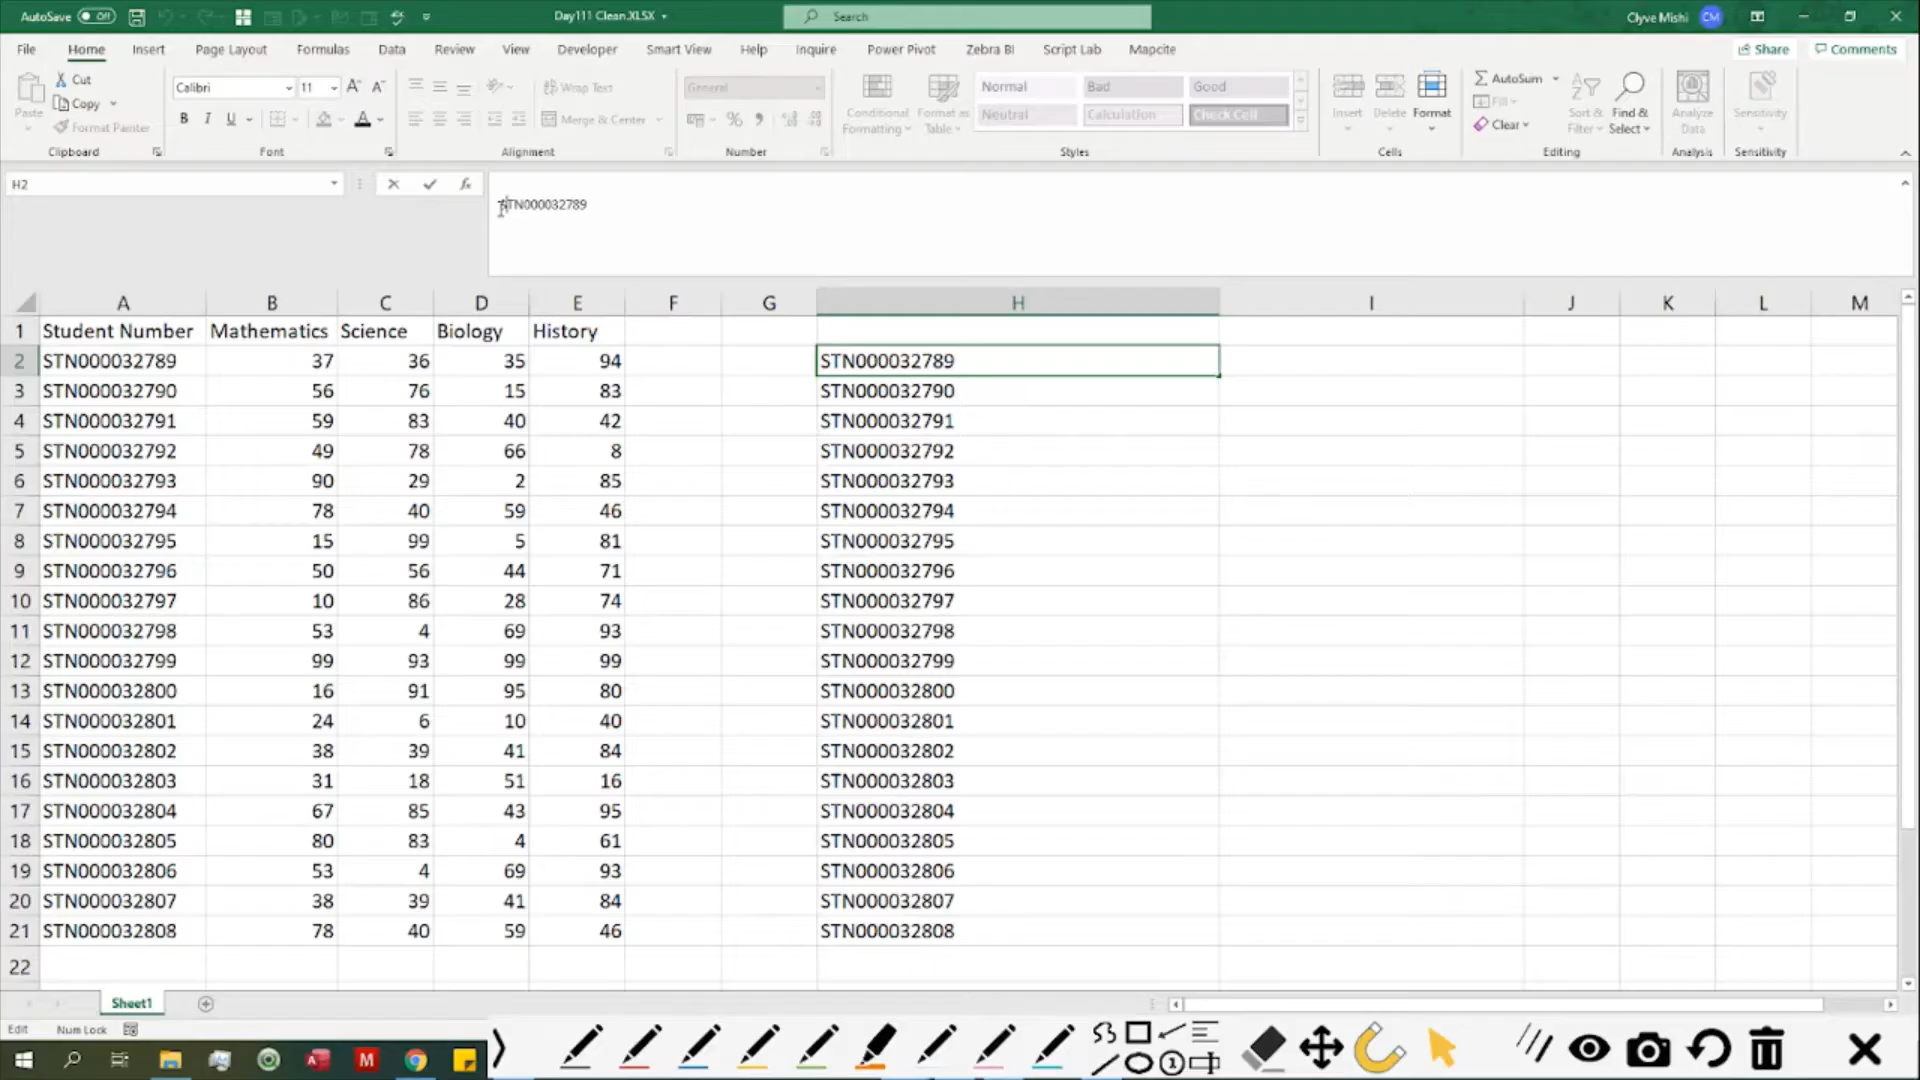 AutoSave Off Day111 Clean.XLSX Search Clyve Mishi CM
File Home Insert Page Layout Formulas Data Review View Developer Smart View Help Inquire Power Pivot Zebra BI Script Lab Mapcite Share Comments
Paste Cut Copy Format Painter Clipboard
Calibri 11 A A B I U A Font
Wrap Text Merge & Center Alignment
General % Number
Conditional Formatting Format as Table Normal Bad Good Neutral Calculation Check Cell Styles
Insert Delete Format Cells
AutoSum Fill Clear Sort & Filter Find & Select Editing
Analyze Data Analysis Sensitivity Sensitivity
H2 fx STN000032789
A B C D E F G H I J K L M
1 Student Number Mathematics Science Biology History
2 STN000032789 37 36 35 94 STN000032789
3 STN000032790 56 76 15 83 STN000032790
4 STN000032791 59 83 40 42 STN000032791
5 STN000032792 49 78 66 8 STN000032792
6 STN000032793 90 29 2 85 STN000032793
7 STN000032794 78 40 59 46 STN000032794
8 STN000032795 15 99 5 81 STN000032795
9 STN000032796 50 56 44 71 STN000032796
10 STN000032797 10 86 28 74 STN000032797
11 STN000032798 53 4 69 93 STN000032798
12 STN000032799 99 93 99 99 STN000032799
13 STN000032800 16 91 95 80 STN000032800
14 STN000032801 24 6 10 40 STN000032801
15 STN000032802 38 39 41 84 STN000032802
16 STN000032803 31 18 51 16 STN000032803
17 STN000032804 67 85 43 95 STN000032804
18 STN000032805 80 83 4 61 STN000032805
19 STN000032806 53 4 69 93 STN000032806
20 STN000032807 38 39 41 84 STN000032807
21 STN000032808 78 40 59 46 STN000032808
22
Sheet1
Edit Num Lock